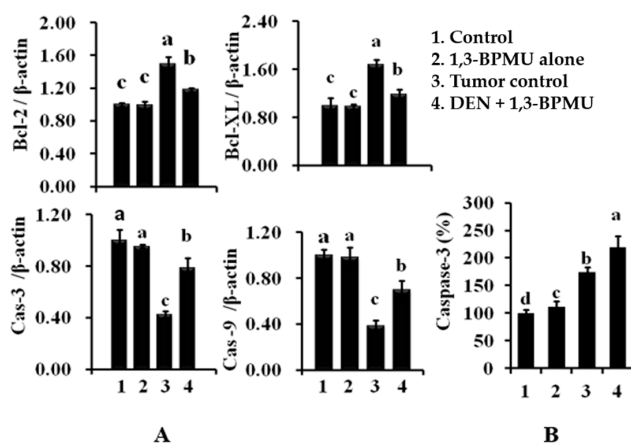 Bcl-2 / β-actin
2.00
1.60
1.20
0.80
0.40
0.00
c
c
a
b
Bcl-XL / β-actin
1.60
0.80
0.00
c
c
a
b
1. Control
2. 1,3-BPMU alone
3. Tumor control
4. DEN + 1,3-BPMU
Cas-3 /β-actin
1.20
0.80
0.40
0.00
a
a
c
b
1 2 3 4
Cas -9 /β-actin
1.20
0.80
0.40
0.00
a
a
c
b
1 2 3 4
Caspase-3 (%)
300
250
200
150
100
50
0
d
c
b
a
1 2 3 4
A
B